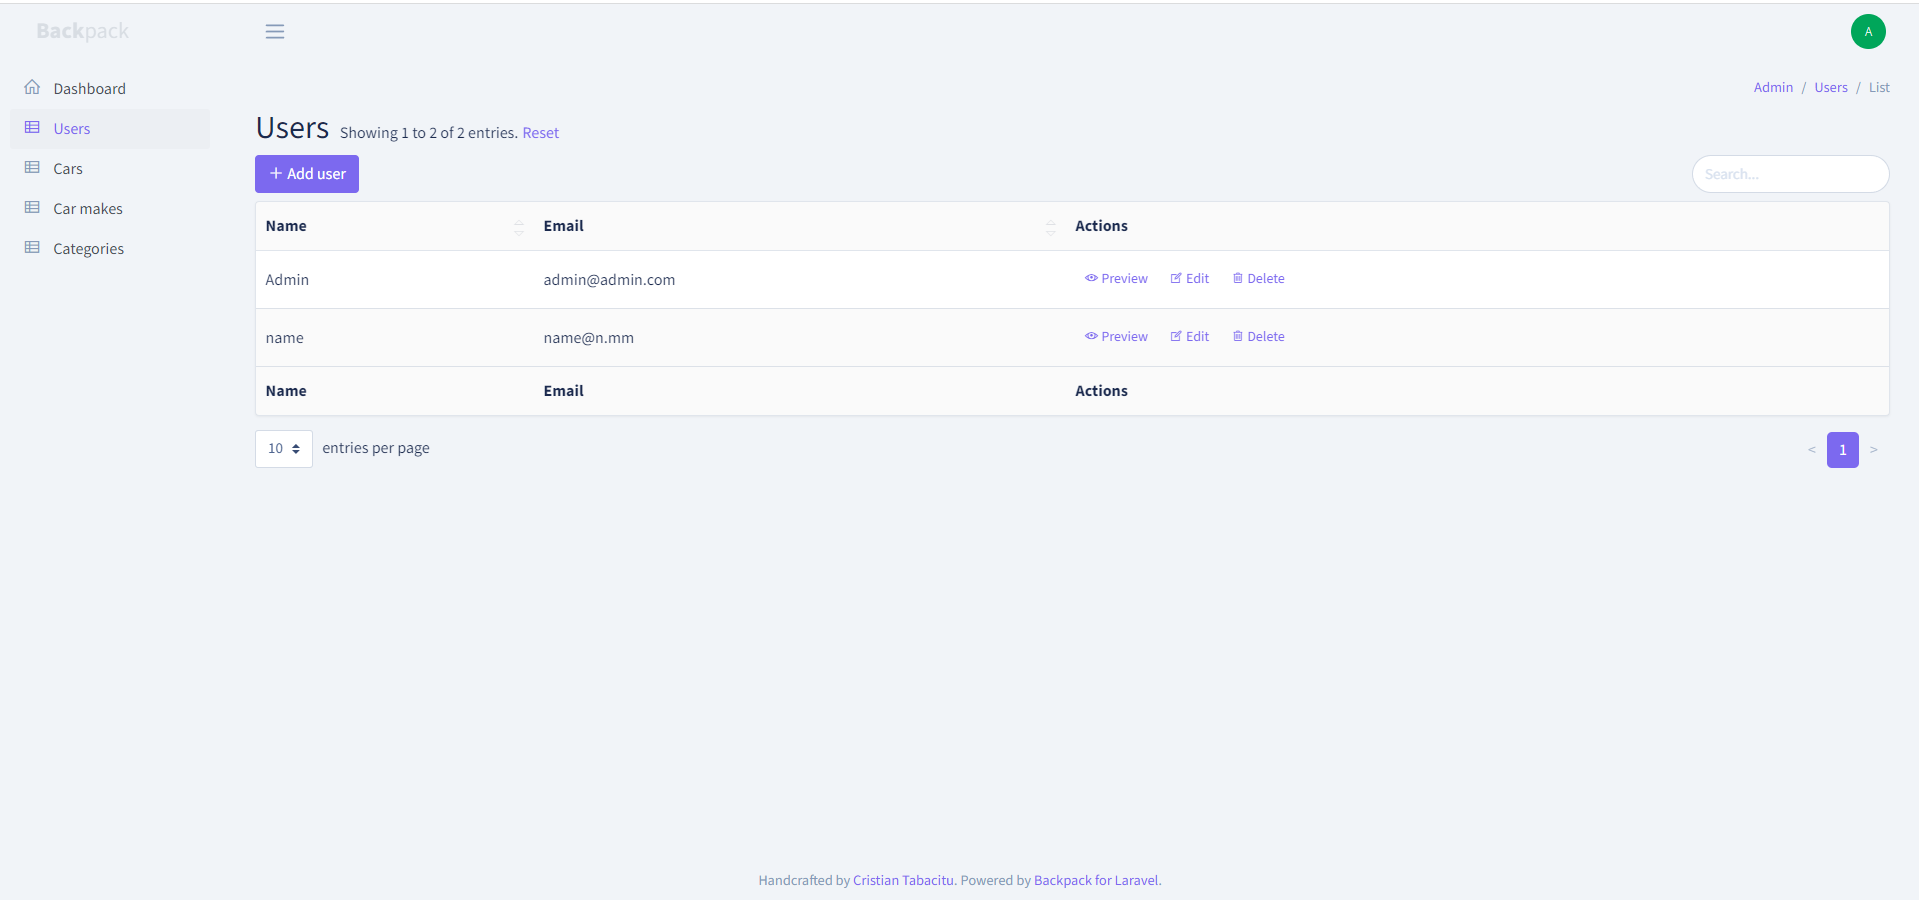 Backpack
A
Dashboard
Users
Cars
Car makes
Categories
Admin / Users / List
Users Showing 1 to 2 of 2 entries. Reset
+ Add user
Search...
Name Email Actions
Admin admin@admin.com Preview Edit Delete
name name@n.mm Preview Edit Delete
Name Email Actions
10 entries per page
< 1 >
Handcrafted by Cristian Tabacitu. Powered by Backpack for Laravel.